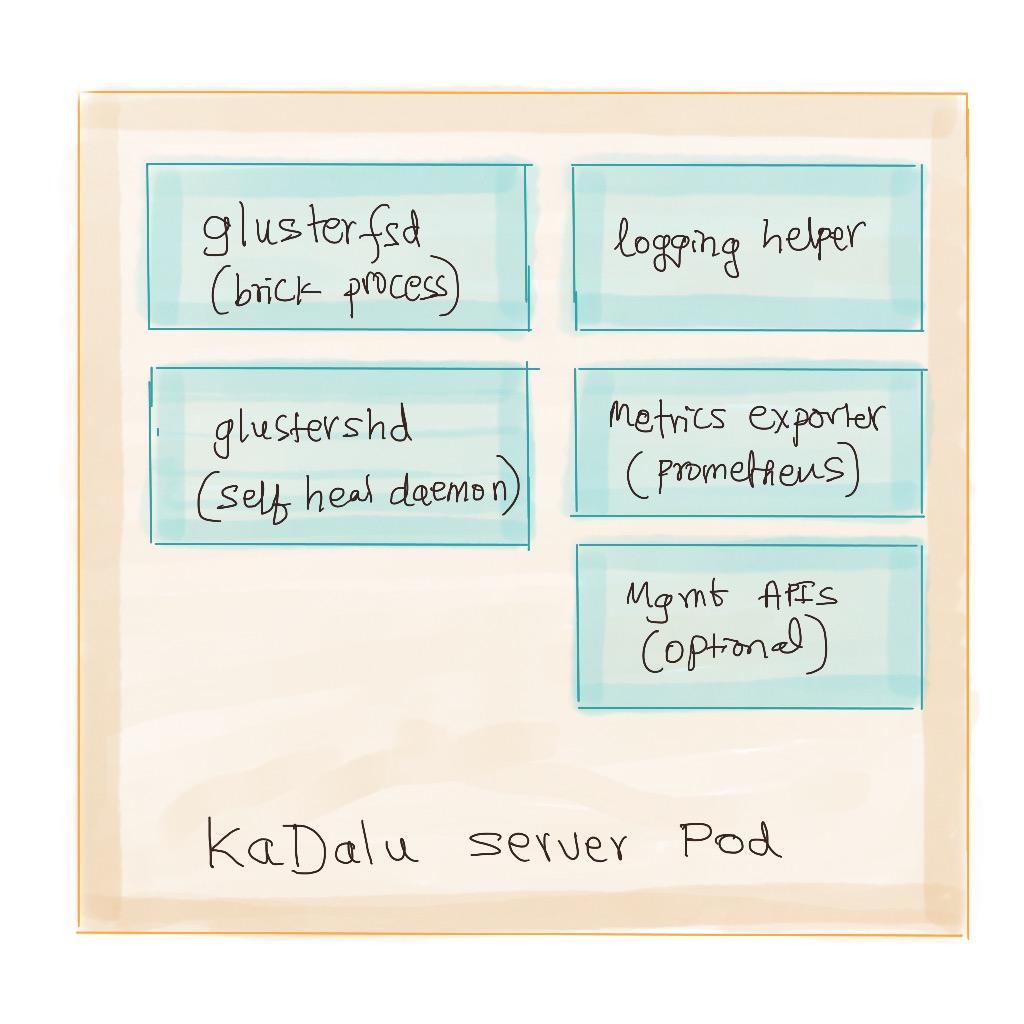 glusterfsd
(brick process)
logging helper
glustershd
(self heal daemon)
Metrics exporter
(prometheus)
Mgmt APIs
(optional)
KaDalu server Pod